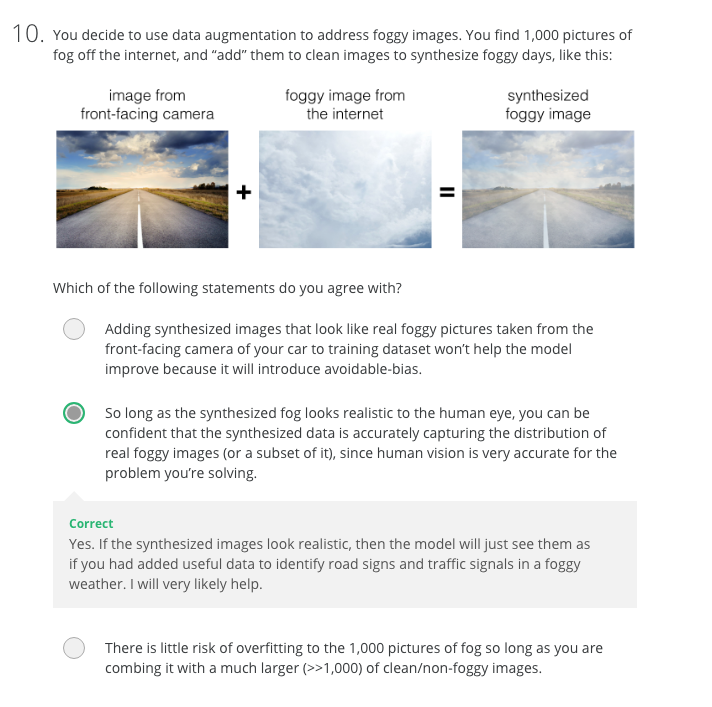 10. You decide to use data augmentation to address foggy images. You find 1,000 pictures of
fog off the internet, and “add” them to clean images to synthesize foggy days, like this:
image from
front-facing camera
foggy image from
the internet
synthesized
foggy image
+
=
Which of the following statements do you agree with?
Adding synthesized images that look like real foggy pictures taken from the
front-facing camera of your car to training dataset won’t help the model
improve because it will introduce avoidable-bias.
So long as the synthesized fog looks realistic to the human eye, you can be
confident that the synthesized data is accurately capturing the distribution of
real foggy images (or a subset of it), since human vision is very accurate for the
problem you’re solving.
Correct
Yes. If the synthesized images look realistic, then the model will just see them as
if you had added useful data to identify road signs and traffic signals in a foggy
weather. I will very likely help.
There is little risk of overfitting to the 1,000 pictures of fog so long as you are
combing it with a much larger (>>1,000) of clean/non-foggy images.